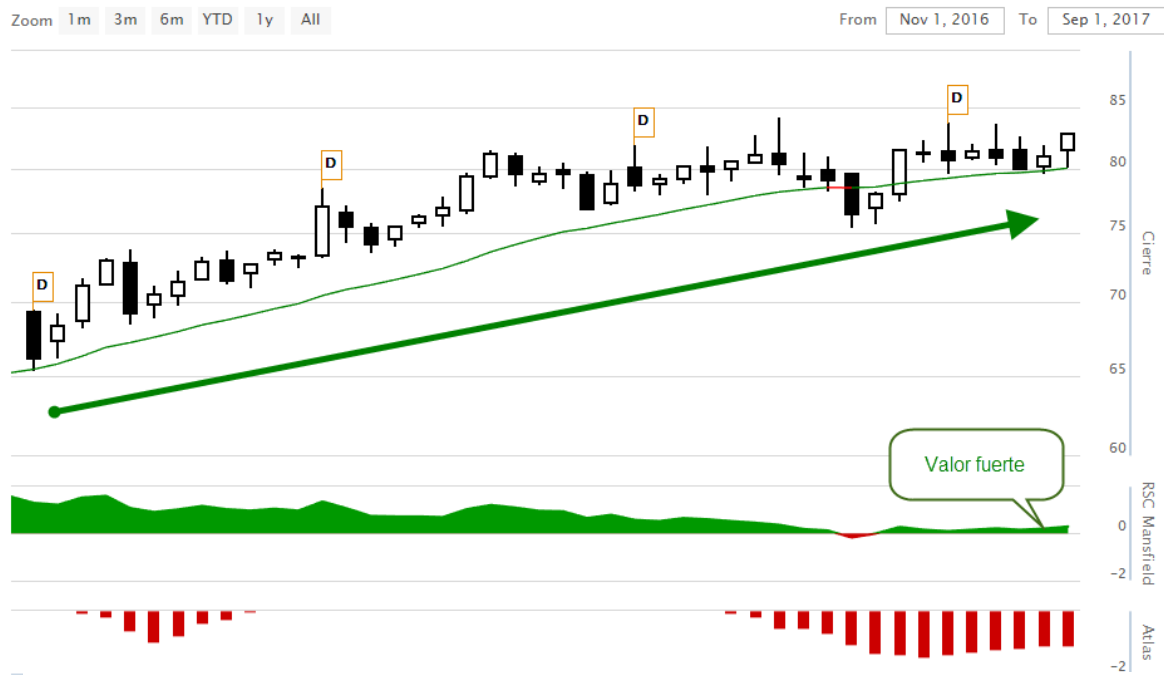 Zoom 1m 3m 6m YTD 1y All From Nov 1, 2016 To Sep 1, 2017
85
D
D
80
D
75
Cierre
D
70
65
60
Valor fuerte
RSC Mansfield
0
-2
Atlas
-2